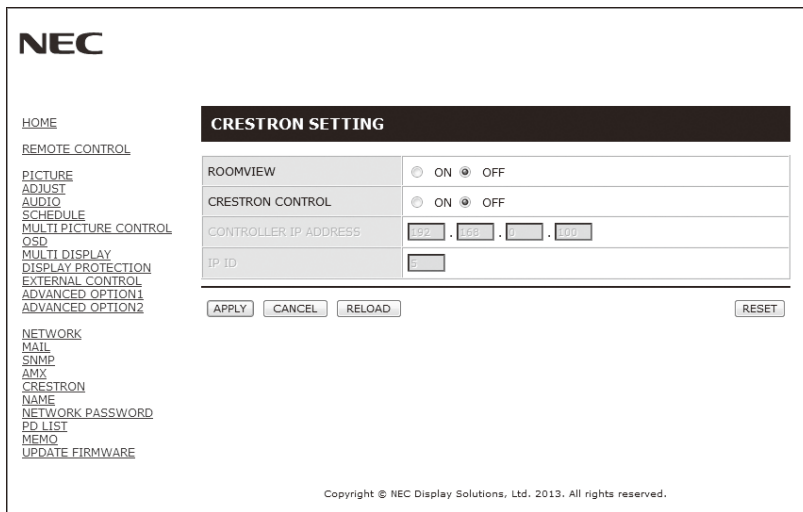 NEC
HOME
REMOTE CONTROL
PICTURE
ADJUST
AUDIO
SCHEDULE
MULTI PICTURE CONTROL
OSD
MULTI DISPLAY
DISPLAY PROTECTION
EXTERNAL CONTROL
ADVANCED OPTION1
ADVANCED OPTION2
NETWORK
MAIL
SNMP
AMX
CRESTRON
NAME
NETWORK PASSWORD
PD LIST
MEMO
UPDATE FIRMWARE
CRESTRON SETTING
ROOMVIEW ON OFF
CRESTRON CONTROL ON OFF
CONTROLLER IP ADDRESS 192 . 168 . 0 . 100
IP ID 5
APPLY CANCEL RELOAD RESET
Copyright © NEC Display Solutions, Ltd. 2013. All rights reserved.